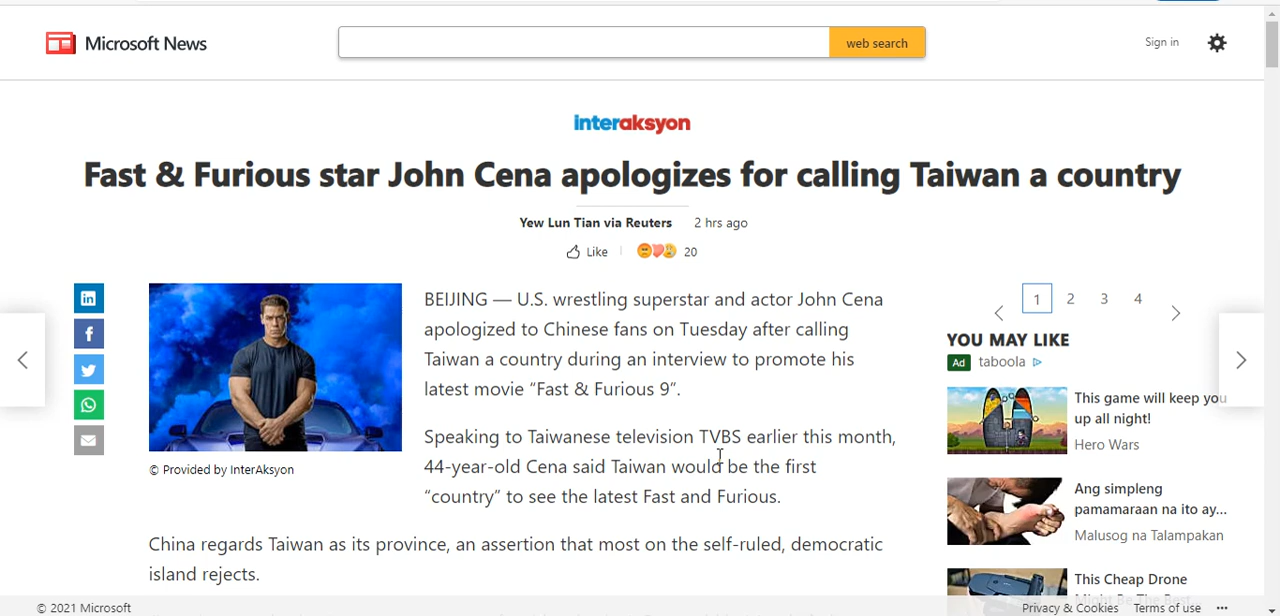 Microsoft News
web search
Sign in
interaksyon
Fast & Furious star John Cena apologizes for calling Taiwan a country
Yew Lun Tian via Reuters 2 hrs ago
Like 20
© Provided by InterAksyon
BEIJING — U.S. wrestling superstar and actor John Cena
apologized to Chinese fans on Tuesday after calling
Taiwan a country during an interview to promote his
latest movie “Fast & Furious 9”.
Speaking to Taiwanese television TVBS earlier this month,
44-year-old Cena said Taiwan would be the first
“country” to see the latest Fast and Furious.
China regards Taiwan as its province, an assertion that most on the self-ruled, democratic
island rejects.
1 2 3 4
YOU MAY LIKE
Ad taboola
This game will keep you
up all night!
Hero Wars
Ang simpleng
pamamaraan na ito ay...
Malusog na Talampakan
This Cheap Drone
Might Be The Best
© 2021 Microsoft
Privacy & Cookies Terms of use ...